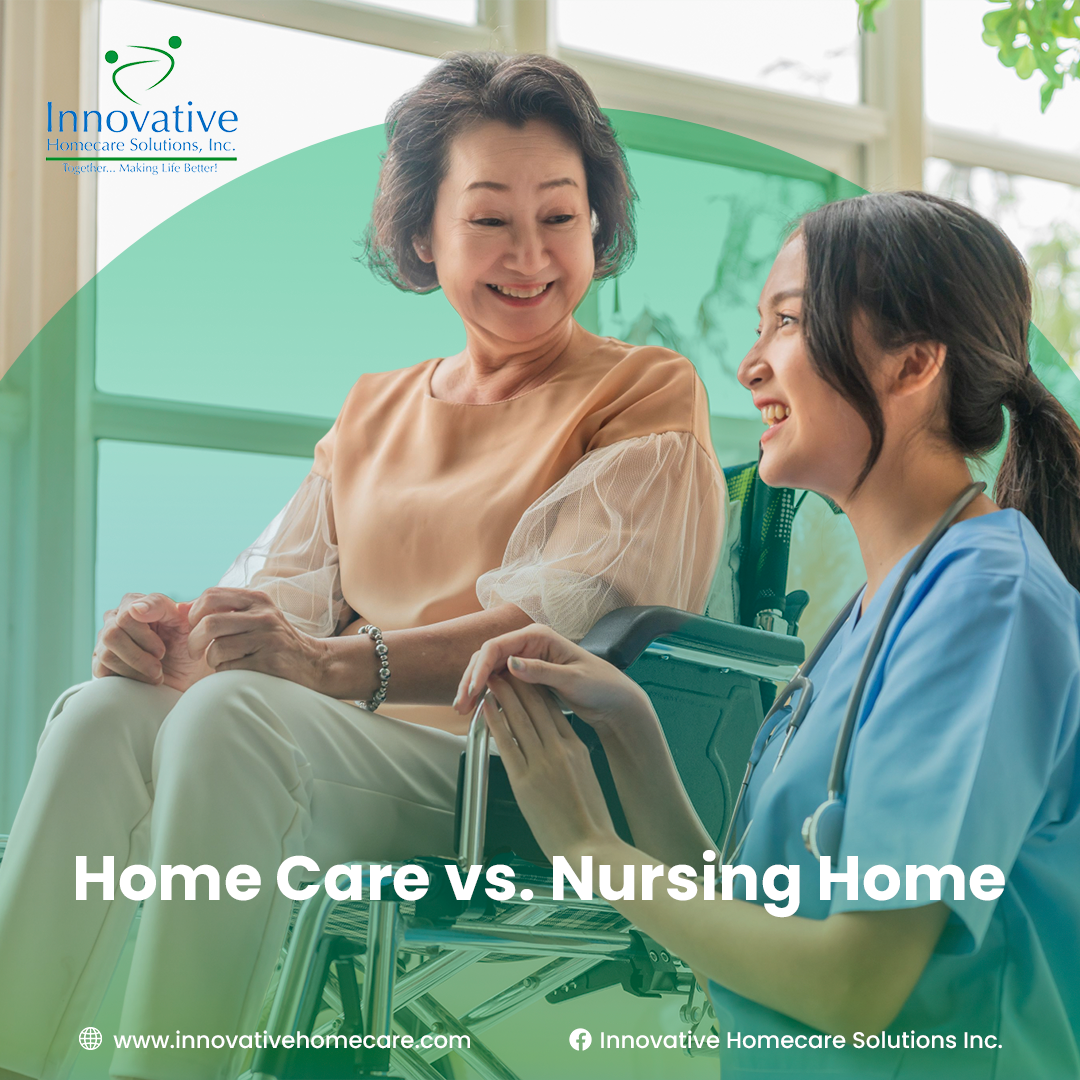 Innovative
Homecare Solutions, Inc.
Together... Making Life Better!
Home Care vs. Nursing Home
www.innovativehomecare.com
Innovative Homecare Solutions Inc.